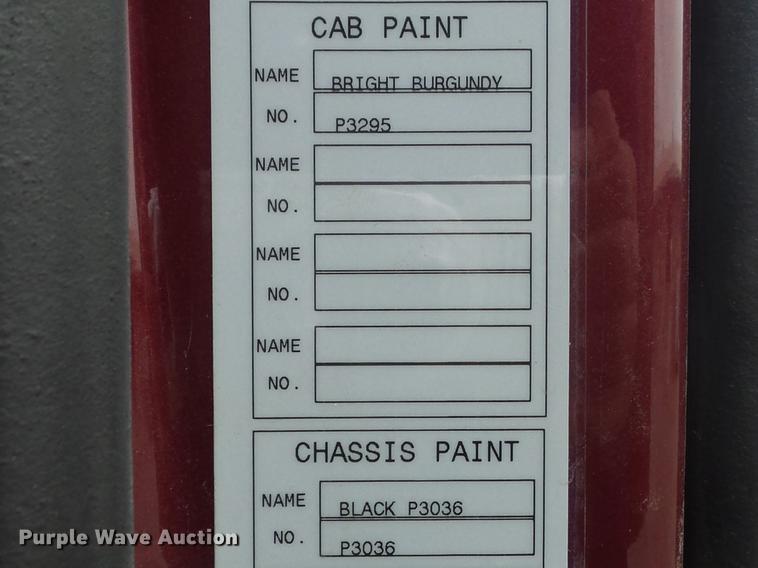 CAB PAINT
NAME BRIGHT BURGUNDY
NO. P3295
NAME
NO.
NAME
NO.
NAME
NO.
CHASSIS PAINT
NAME BLACK P3036
NO. P3036
Purple Wave Auction